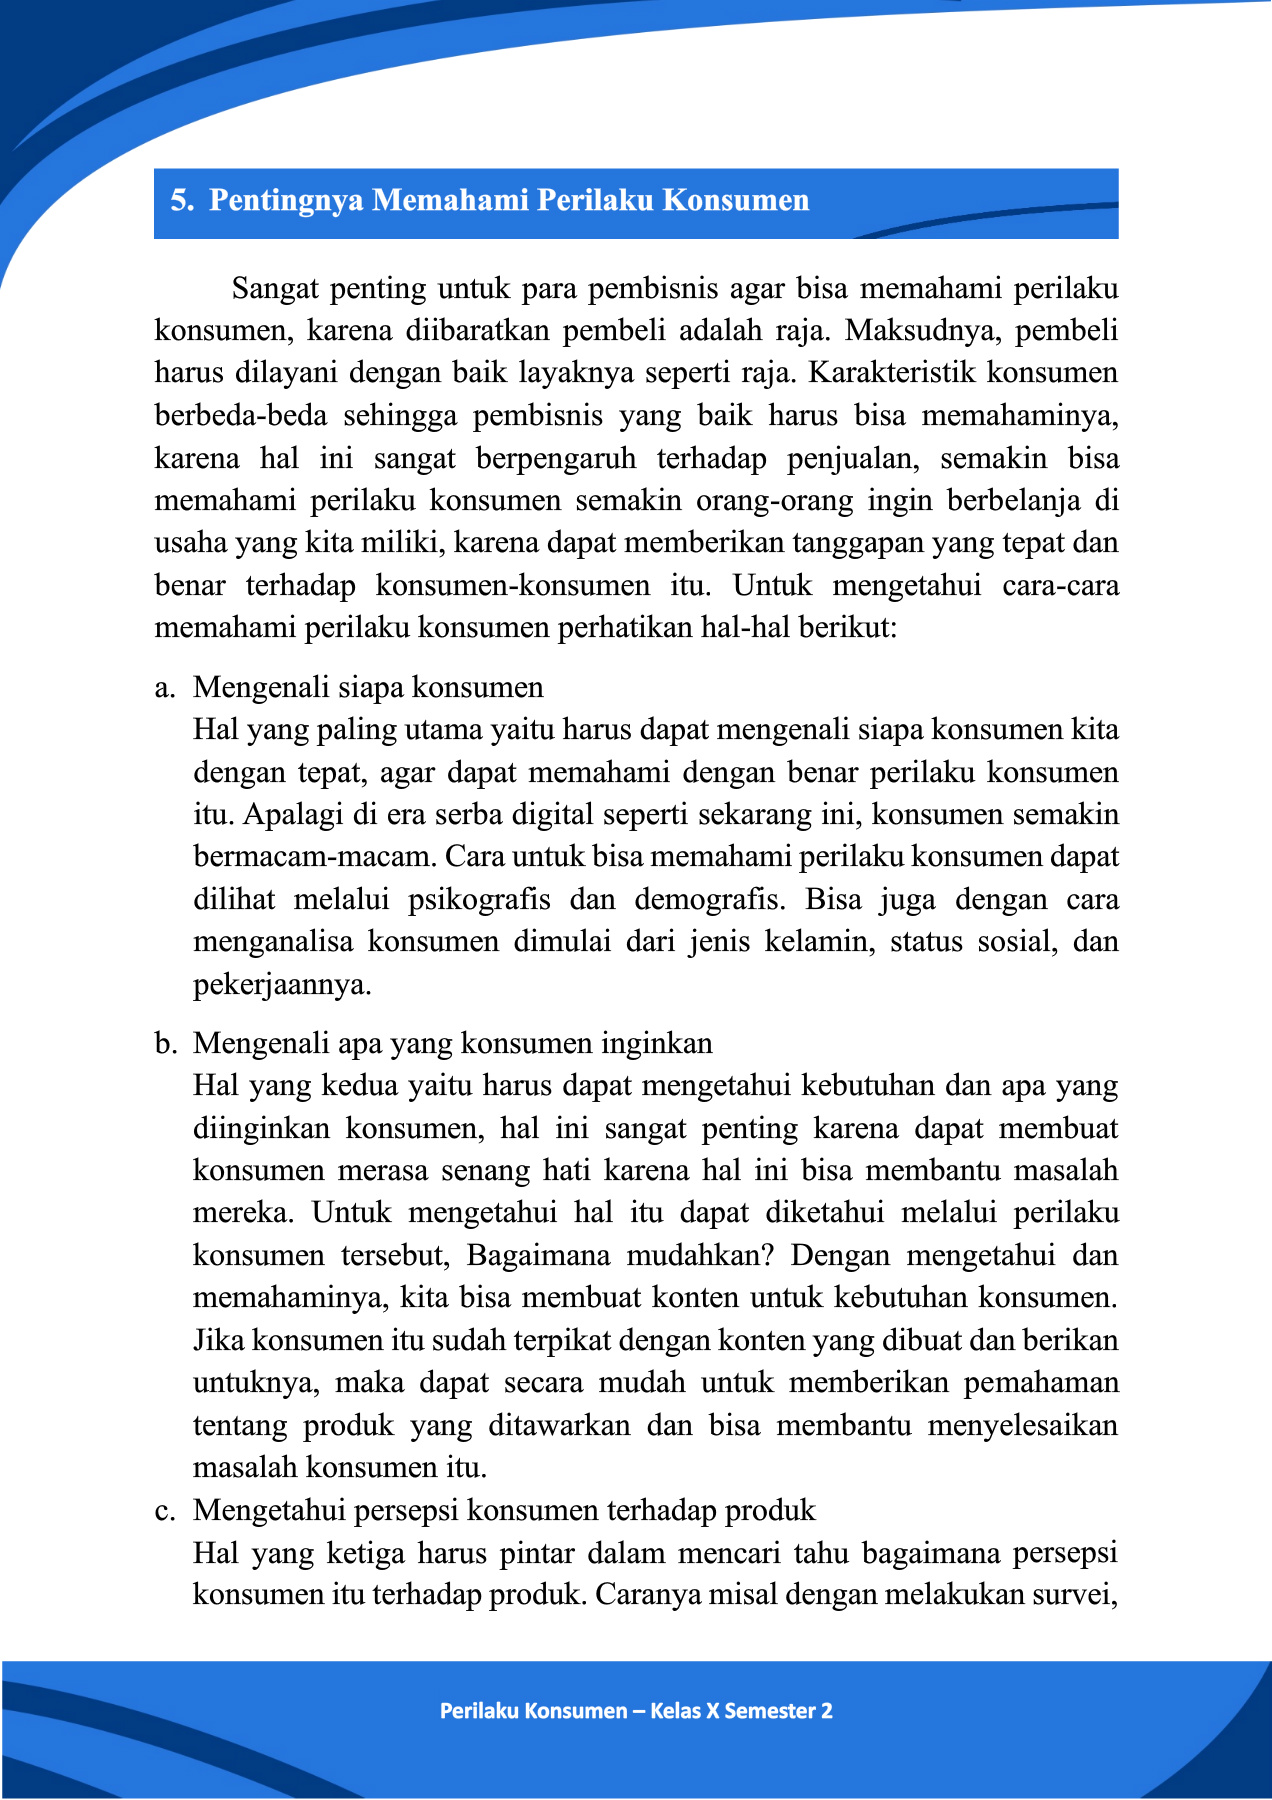 5. Pentingnya Memahami Perilaku Konsumen
Sangat penting untuk para pembisnis agar bisa memahami perilaku
konsumen, karena diibaratkan pembeli adalah raja. Maksudnya, pembeli
harus dilayani dengan baik layaknya seperti raja. Karakteristik konsumen
berbeda-beda sehingga pembisnis yang baik harus bisa memahaminya,
karena hal ini sangat berpengaruh terhadap penjualan, semakin bisa
memahami perilaku konsumen semakin orang-orang ingin berbelanja di
usaha yang kita miliki, karena dapat memberikan tanggapan yang tepat dan
benar terhadap konsumen-konsumen itu. Untuk mengetahui cara-cara
memahami perilaku konsumen perhatikan hal-hal berikut:
a. Mengenali siapa konsumen
Hal yang paling utama yaitu harus dapat mengenali siapa konsumen kita
dengan tepat, agar dapat memahami dengan benar perilaku konsumen
itu. Apalagi di era serba digital seperti sekarang ini, konsumen semakin
bermacam-macam. Cara untuk bisa memahami perilaku konsumen dapat
dilihat melalui psikografis dan demografis. Bisa juga dengan cara
menganalisa konsumen dimulai dari jenis kelamin, status sosial, dan
pekerjaannya.
b. Mengenali apa yang konsumen inginkan
Hal yang kedua yaitu harus dapat mengetahui kebutuhan dan apa yang
diinginkan konsumen, hal ini sangat penting karena dapat membuat
konsumen merasa senang hati karena hal ini bisa membantu masalah
mereka. Untuk mengetahui hal itu dapat diketahui melalui perilaku
konsumen tersebut, Bagaimana mudahkan? Dengan mengetahui dan
memahaminya, kita bisa membuat konten untuk kebutuhan konsumen.
Jika konsumen itu sudah terpikat dengan konten yang dibuat dan berikan
untuknya, maka dapat secara mudah untuk memberikan pemahaman
tentang produk yang ditawarkan dan bisa membantu menyelesaikan
masalah konsumen itu.
c. Mengetahui persepsi konsumen terhadap produk
Hal yang ketiga harus pintar dalam mencari tahu bagaimana persepsi
konsumen itu terhadap produk. Caranya misal dengan melakukan survei,
Perilaku Konsumen – Kelas X Semester 2